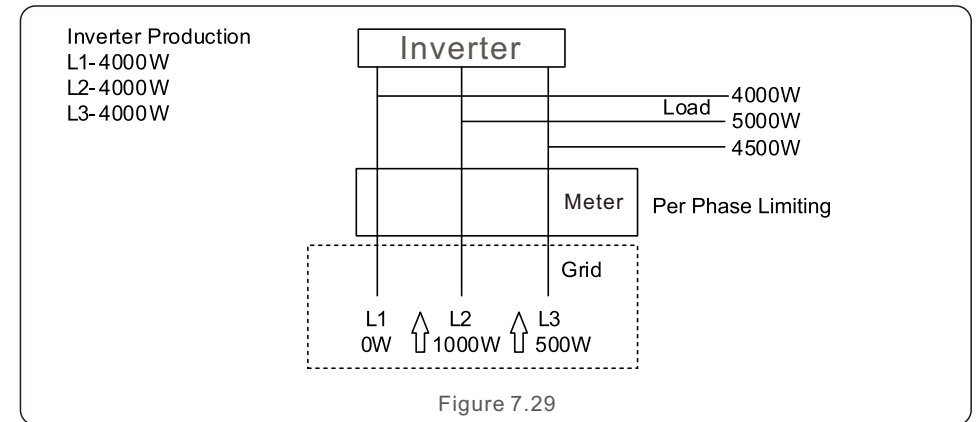 Inverter Production
L1-4000W
L2-4000W
L3-4000W
Inverter
Load
4000W
5000W
4500W
Meter
Per Phase Limiting
Grid
L1 L2 L3
0W 1000W 500W
Figure 7.29